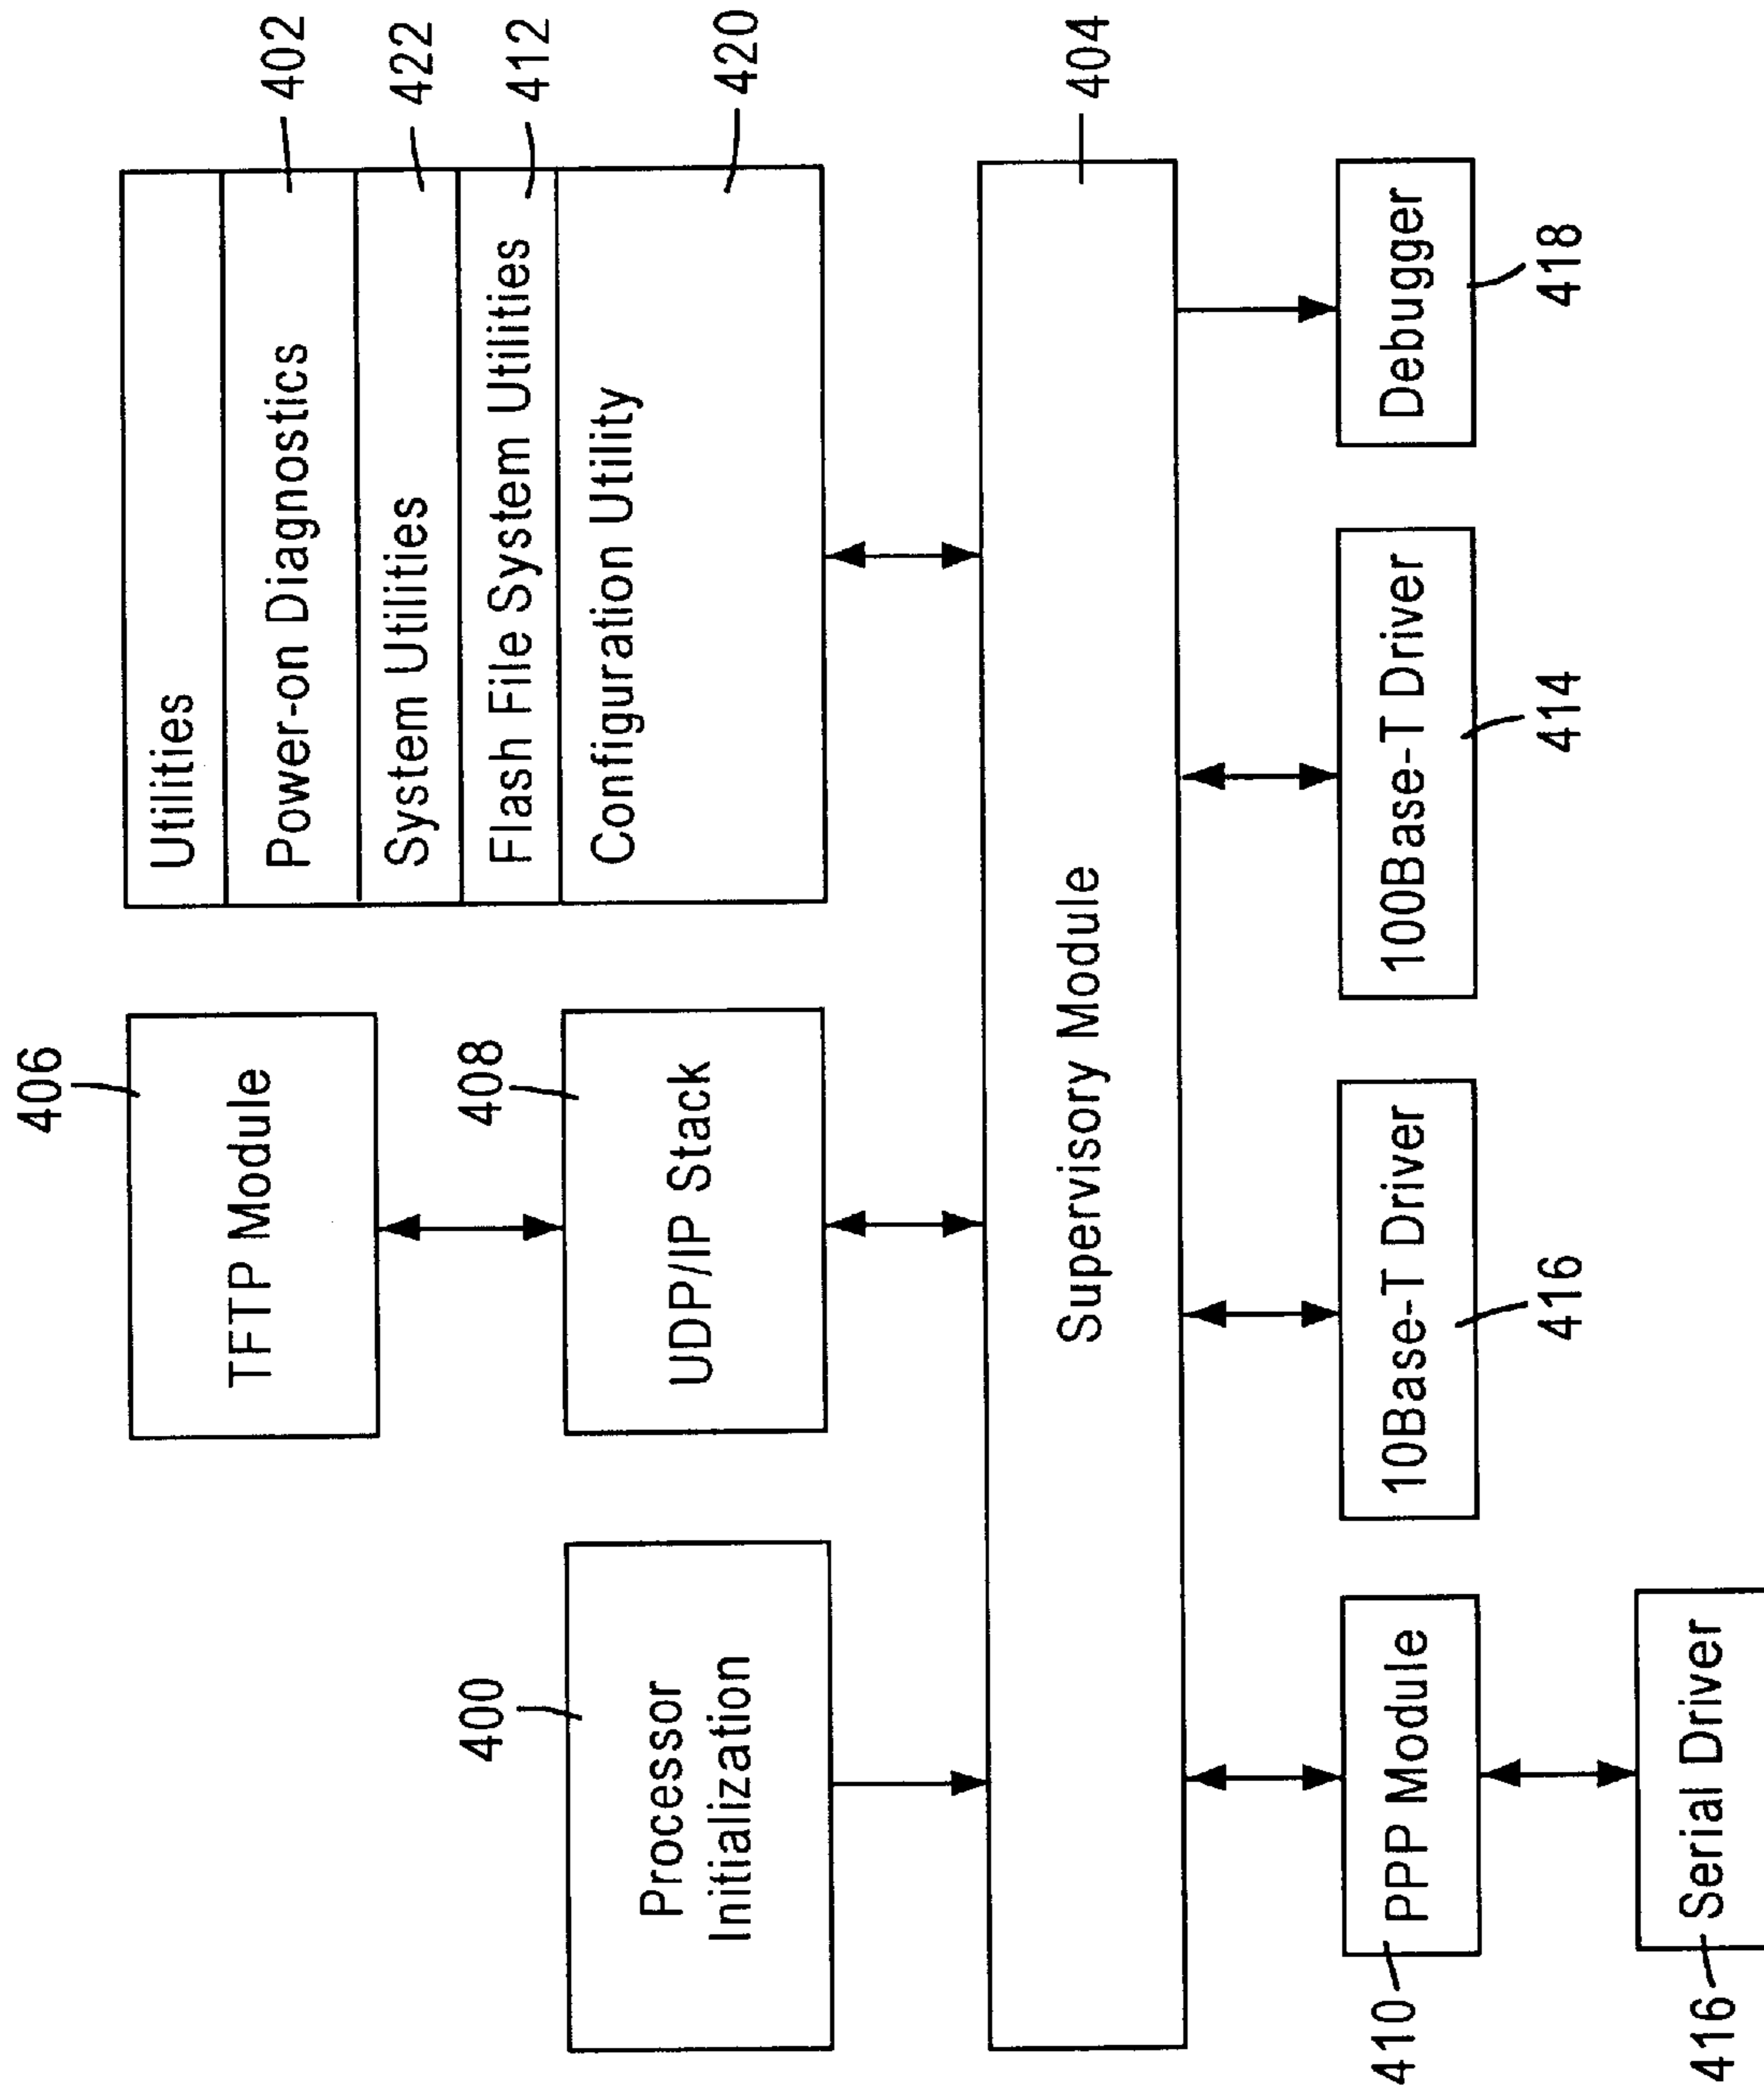 406
TFTP Module
Utilities
402
Power-on Diagnostics
422
System Utilities
412
Flash File System Utilities
420
Configuration Utility
400
Processor
Initialization
408
UDP/IP Stack
404
Supervisory Module
410
PPP Module
10Base-T Driver
416
100Base-T Driver
414
Debugger
418
416
Serial Driver